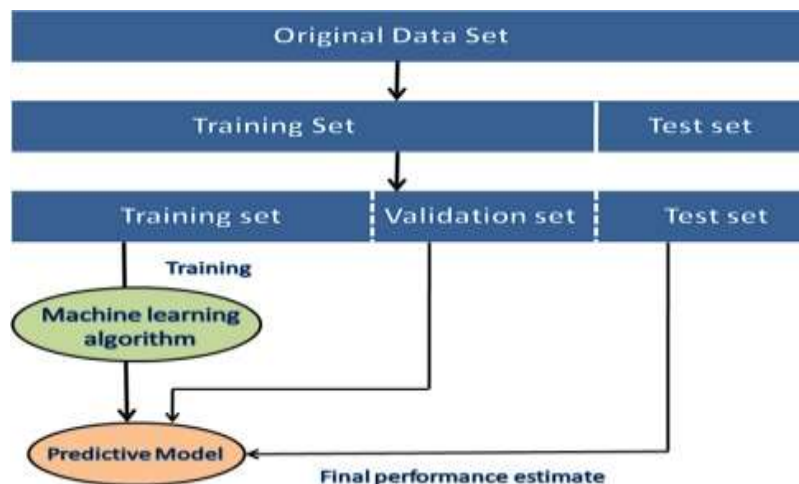 Original Data Set
Training Set
Test set
Training set
Validation set
Test set
Training
Machine learning
algorithm
Predictive Model
Final performance estimate